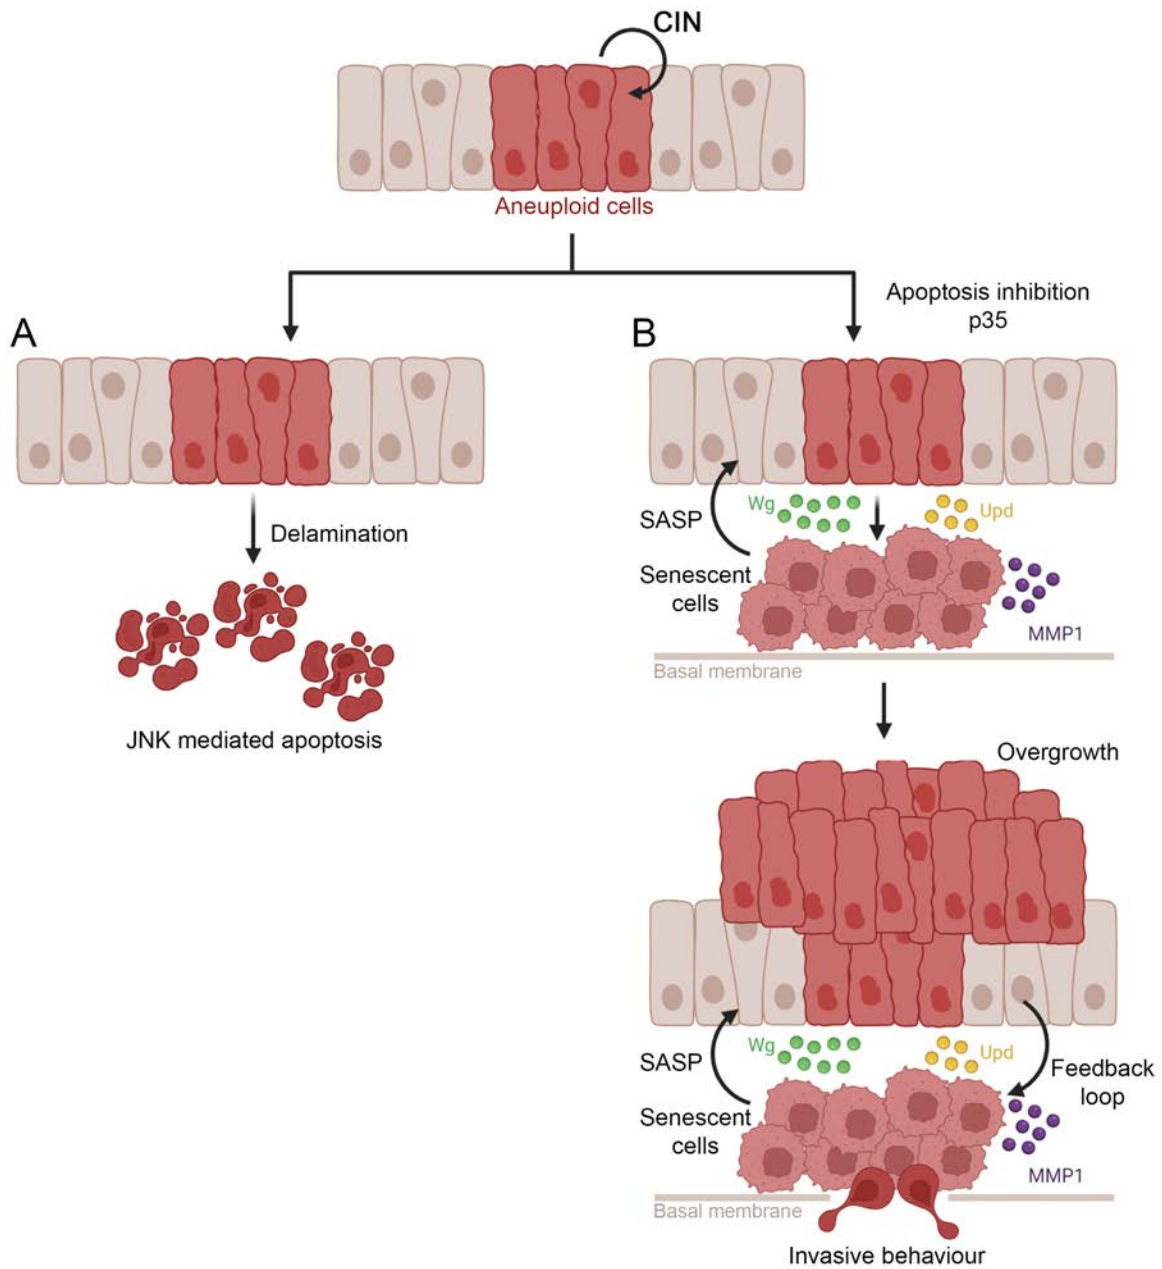 CIN
Aneuploid cells
A
Delamination
JNK mediated apoptosis
Apoptosis inhibition
p35
B
Wg
Upd
SASP
Senescent
cells
MMP1
Basal membrane
Overgrowth
Wg
Upd
SASP
Feedback
loop
Senescent
cells
MMP1
Basal membrane
Invasive behaviour